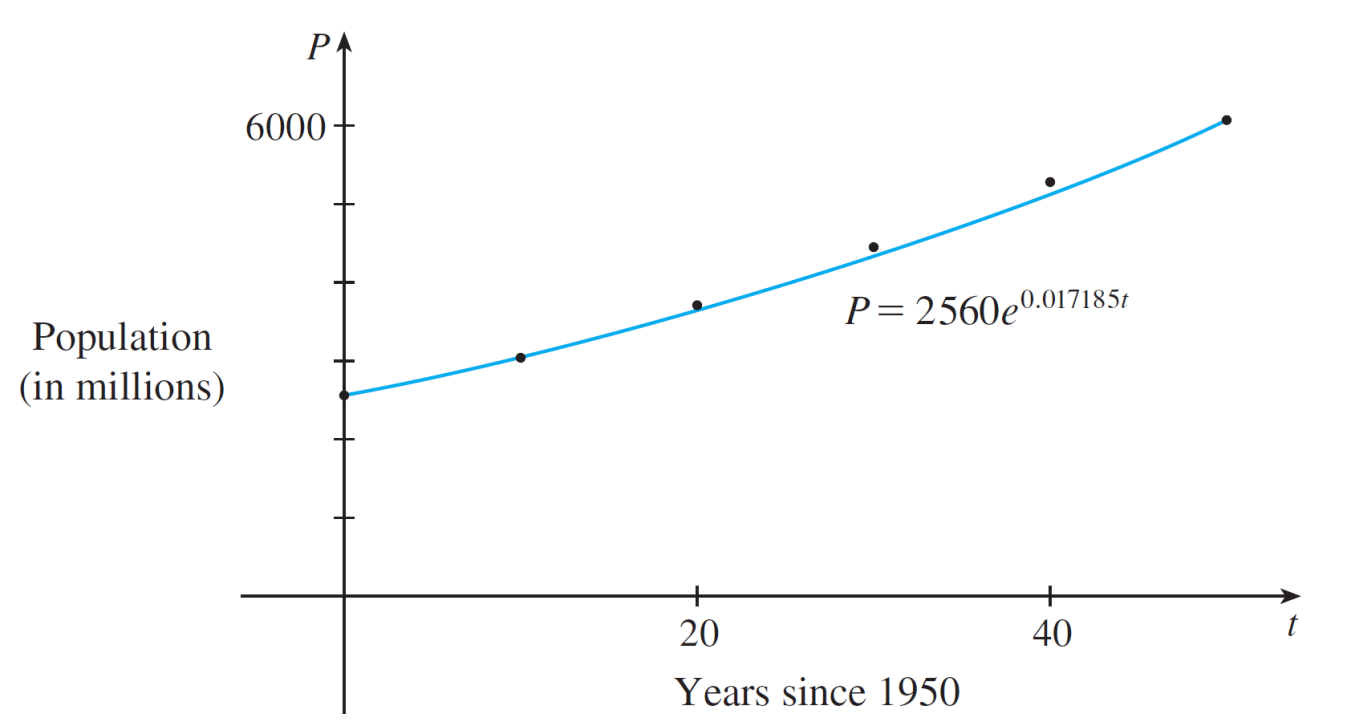 P
6000
P = 2560e^{0.017185t}
Population
(in millions)
20
40
t
Years since 1950